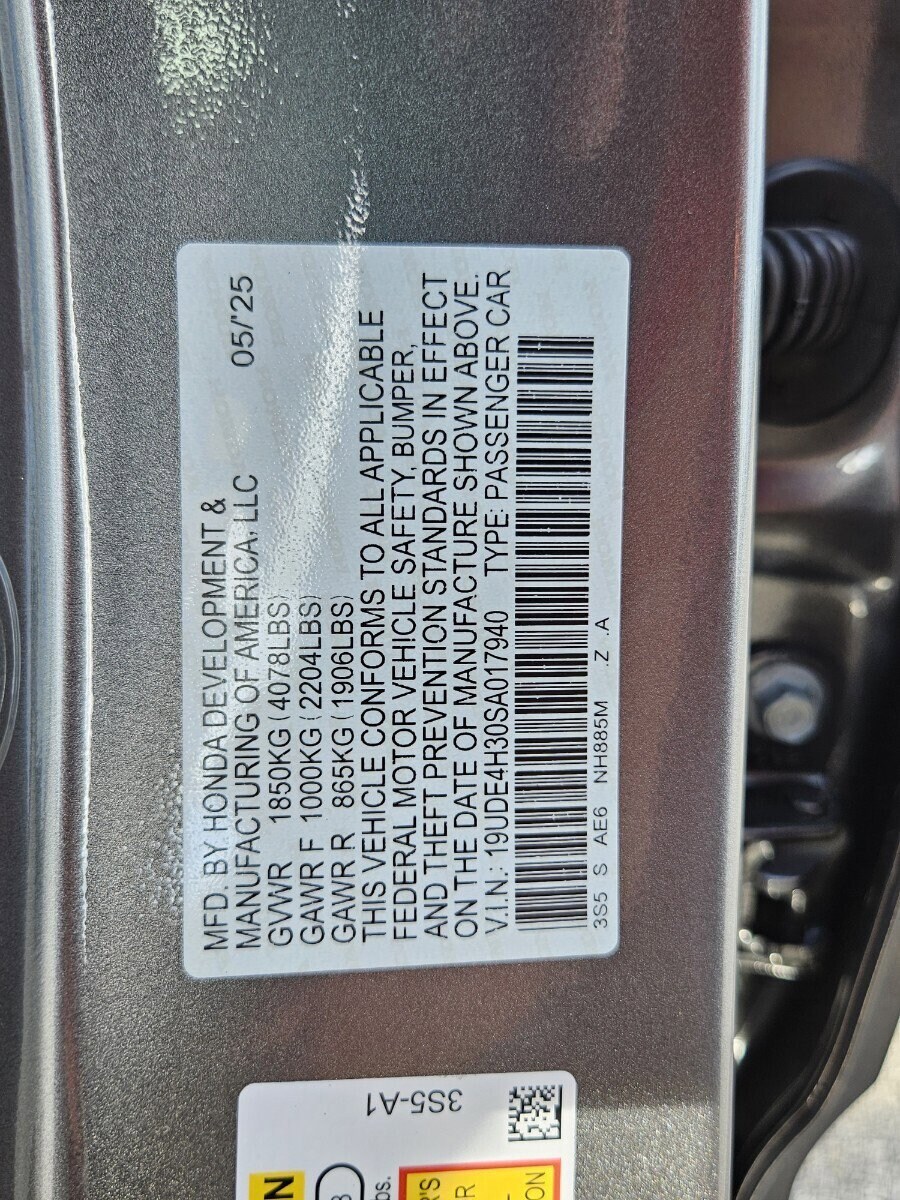 MFD. BY HONDA DEVELOPMENT & 05/'25
MANUFACTURING OF AMERICA, LLC
GVWR 1850KG (4078LBS)
GAWR F 1000KG (2204LBS)
GAWR R 865KG (1906LBS)
THIS VEHICLE CONFORMS TO ALL APPLICABLE
FEDERAL MOTOR VEHICLE SAFETY, BUMPER,
AND THEFT PREVENTION STANDARDS IN EFFECT
ON THE DATE OF MANUFACTURE SHOWN ABOVE.
V.I.N.: 19UDE4H30SA017940 TYPE: PASSENGER CAR
3S5 S AE6 NH885M .Z .A
3S5-A1